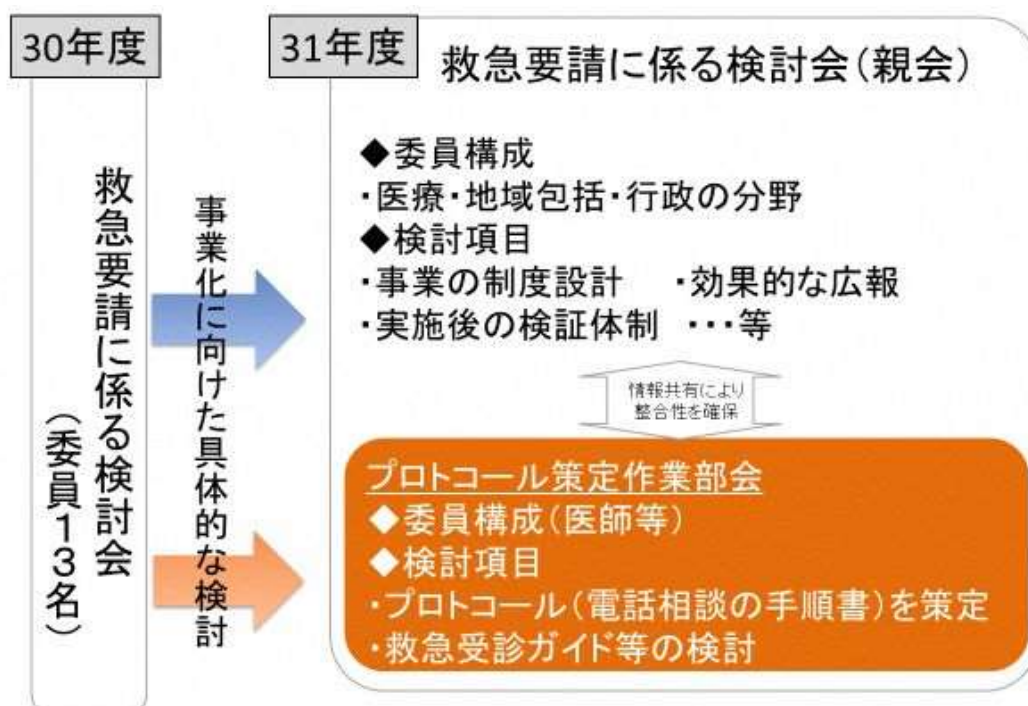 30年度
救急要請に係る検討会
（委員１３名）
事業化に向けた具体的な検討
31年度
救急要請に係る検討会（親会）
◆委員構成
・医療・地域包括・行政の分野
◆検討項目
・事業の制度設計　・効果的な広報
・実施後の検証体制　・・・等
情報共有により
整合性を確保
プロトコール策定作業部会
◆委員構成（医師等）
◆検討項目
・プロトコール（電話相談の手順書）を策定
・救急受診ガイド等の検討